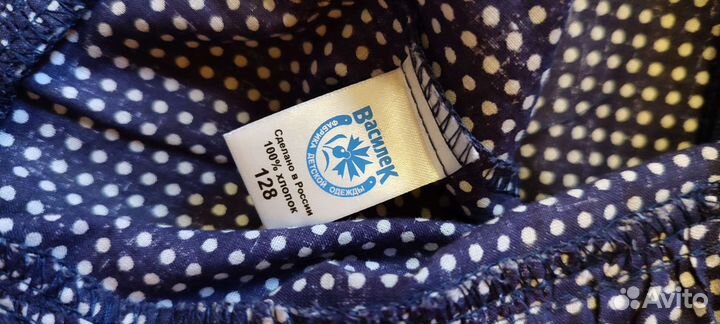 Василек
ФАБРИКА ДЕТСКОЙ ОДЕЖДЫ
Сделано в России
100% хлопок
128
Avito